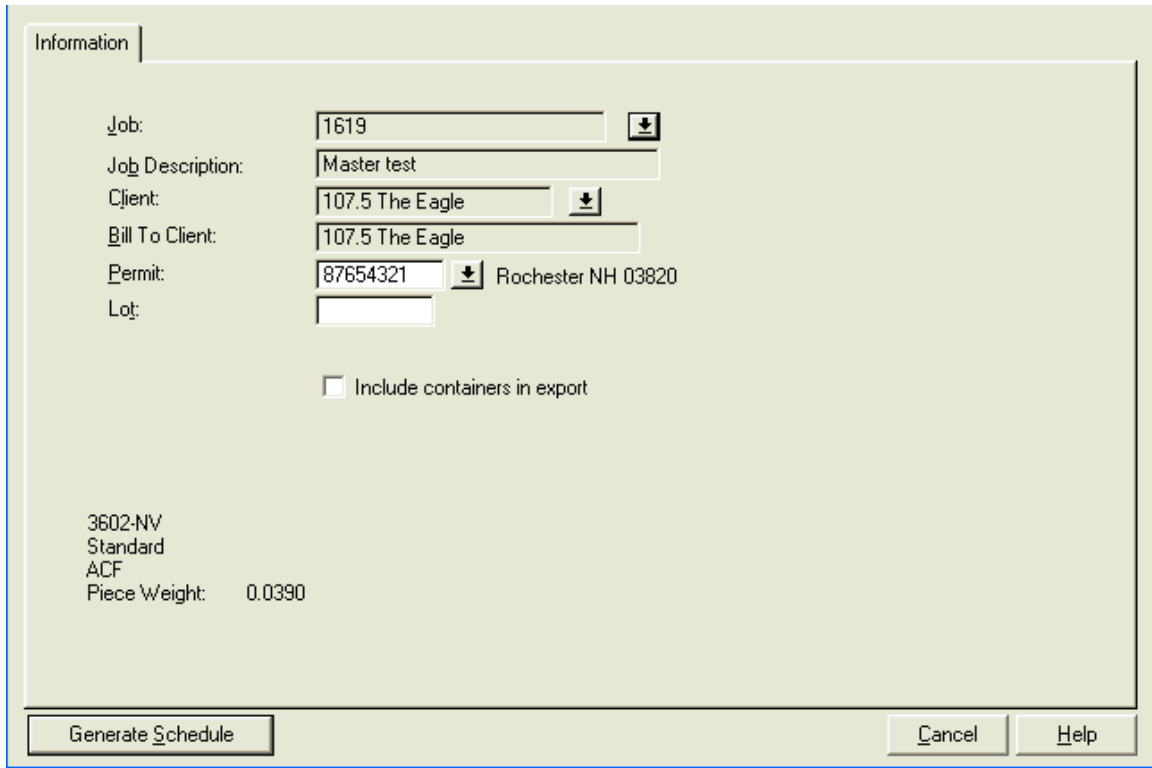 Information
Job: 1619
Job Description: Master test
Client: 107.5 The Eagle
Bill To Client: 107.5 The Eagle
Permit: 87654321 Rochester NH 03820
Lot:
Include containers in export
3602-NV
Standard
ACF
Piece Weight: 0.0390
Generate Schedule Cancel Help